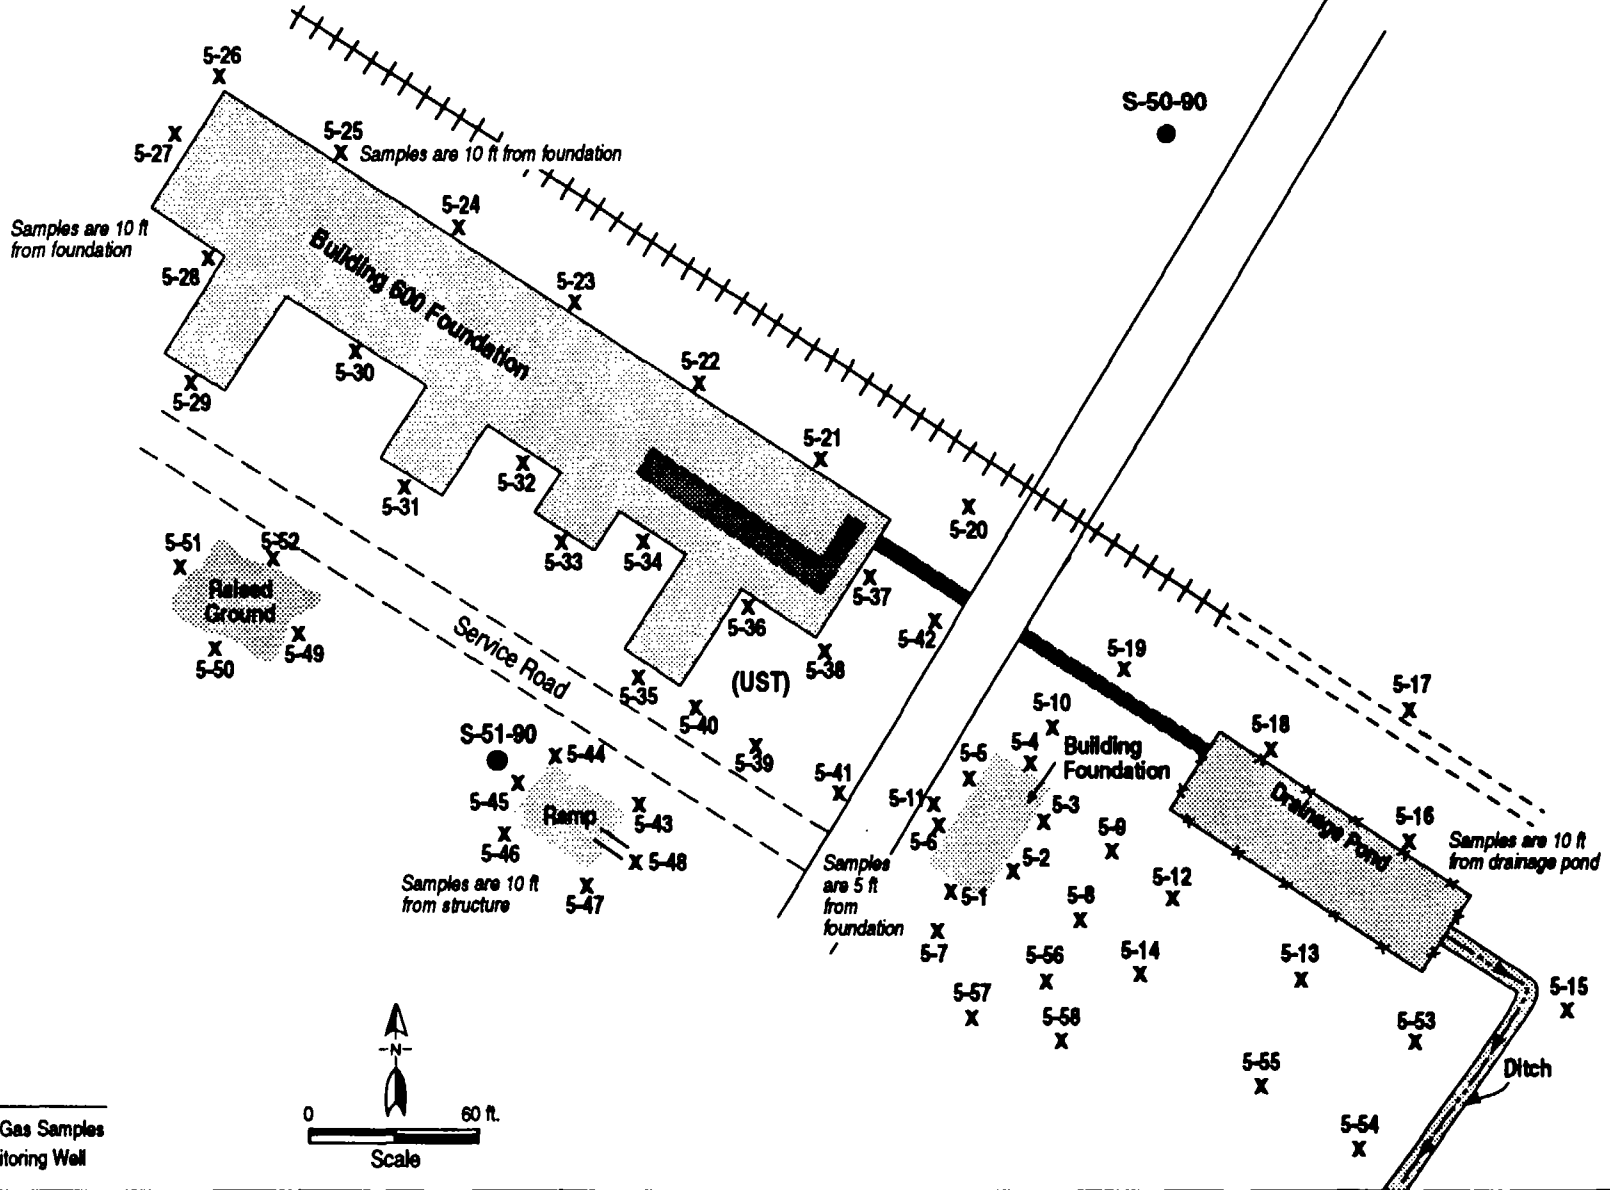 5-26
S-50-90
5-25
5-27
Samples are 10 ft from foundation
5-24
Samples are 10 ft
from foundation
5-28
Building 600 Foundation
5-23
5-30
5-22
5-29
5-21
5-32
5-31
5-20
5-51
5-52
5-33
5-34
5-37
Raised
Ground
5-36
5-42
Service Road
5-50
5-49
5-38
5-19
(UST)
5-35
5-17
5-40
5-10
5-18
S-51-90
5-44
5-5
5-4
Building
Foundation
5-39
5-41
5-45
5-11
Ramp
5-43
5-3
5-9
Drainage Pond
5-16
5-46
5-6
Samples are 10 ft
from drainage pond
5-48
Samples
are 5 ft
from
foundation
5-2
5-12
Samples are 10 ft
from structure
5-47
5-1
5-8
5-7
5-56
5-14
5-13
5-57
5-15
5-58
5-53
N
5-55
Ditch
0
60 ft.
Scale
5-54
Gas Samples
itoring Well